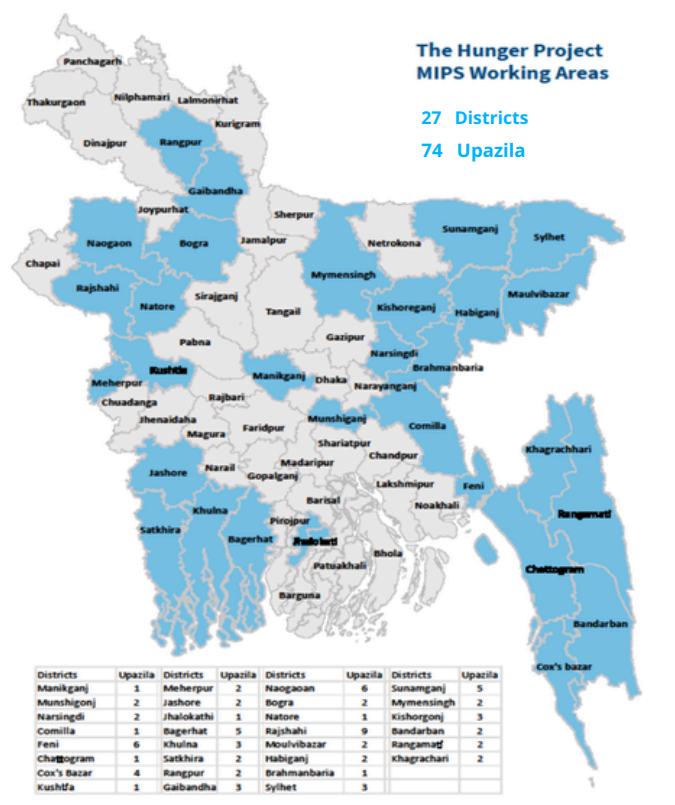 The Hunger Project
MIPS Working Areas
27 Districts
74 Upazila
Panchagarh
Thakurgaon
Nilphamari
Lalmonirhat
Kurigram
Dinajpur
Rangpur
Gaibandha
Joypurhat
Sherpur
Naogaon
Bogra
Jamalpur
Netrokona
Sunamganj
Sylhet
Chapai
Mymensingh
Rajshahi
Natore
Sirajganj
Tangail
Kishoreganj
Habiganj
Maulvibazar
Pabna
Gazipur
Narsingdi
Brahmanbaria
Kushtia
Meherpur
Manikganj
Dhaka
Narayanganj
Chuadanga
Rajbari
Jhenaidaha
Magura
Faridpur
Munshiganj
Comilla
Shariatpur
Chandpur
Madaripur
Narail
Gopalganj
Jashore
Lakshmipur
Feni
Noakhali
Khagrachhari
Barisal
Khulna
Pirojpur
Satkhira
Bagerhat
Jhalokati
Rangamati
Bhola
Patuakhali
Barguna
Chattogram
Bandarban
Cox's bazar
Districts Upazila Districts Upazila Districts Upazila Districts Upazila
Manikganj 1 Meherpur 2 Naogaoan 6 Sunamganj 5
Munshigonj 2 Jashore 2 Bogra 2 Mymensingh 2
Narsingdi 2 Jhalokathi 1 Natore 1 Kishorgonj 3
Comilla 1 Bagerhat 5 Rajshahi 9 Bandarban 2
Feni 6 Khulna 3 Moulvibazar 2 Rangamati 2
Chattogram 1 Satkhira 2 Habiganj 2 Khagrachari 2
Cox's Bazar 4 Rangpur 2 Brahmanbaria 1
Kushtia 1 Gaibandha 3 Sylhet 3